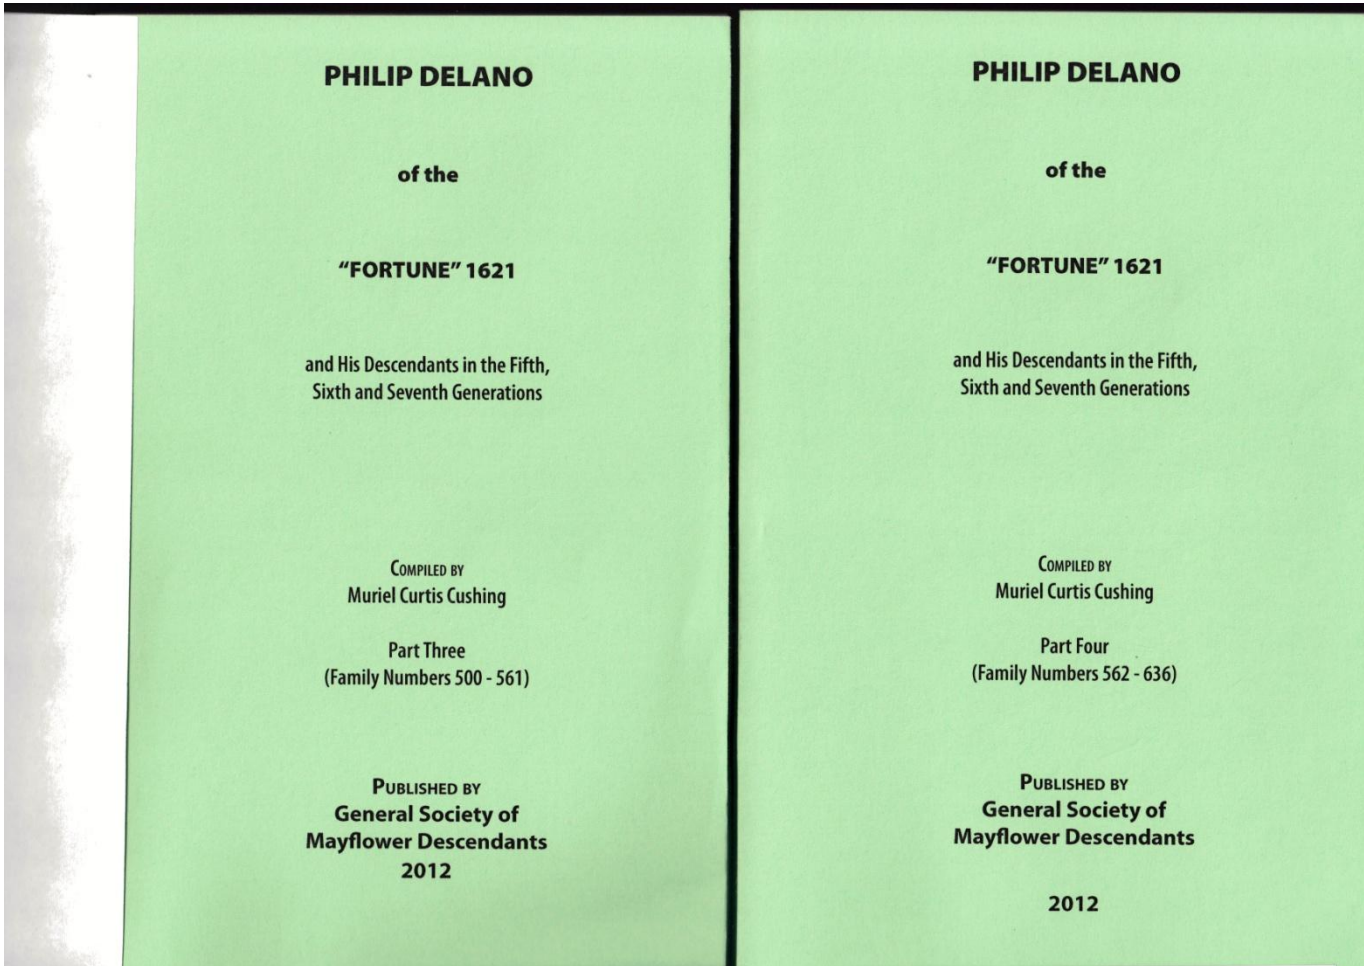 PHILIP DELANO
of the
“FORTUNE” 1621
and His Descendants in the Fifth,
Sixth and Seventh Generations
COMPILED BY
Muriel Curtis Cushing
Part Three
(Family Numbers 500 - 561)
PUBLISHED BY
General Society of
Mayflower Descendants
2012
PHILIP DELANO
of the
“FORTUNE” 1621
and His Descendants in the Fifth,
Sixth and Seventh Generations
COMPILED BY
Muriel Curtis Cushing
Part Four
(Family Numbers 562 - 636)
PUBLISHED BY
General Society of
Mayflower Descendants
2012